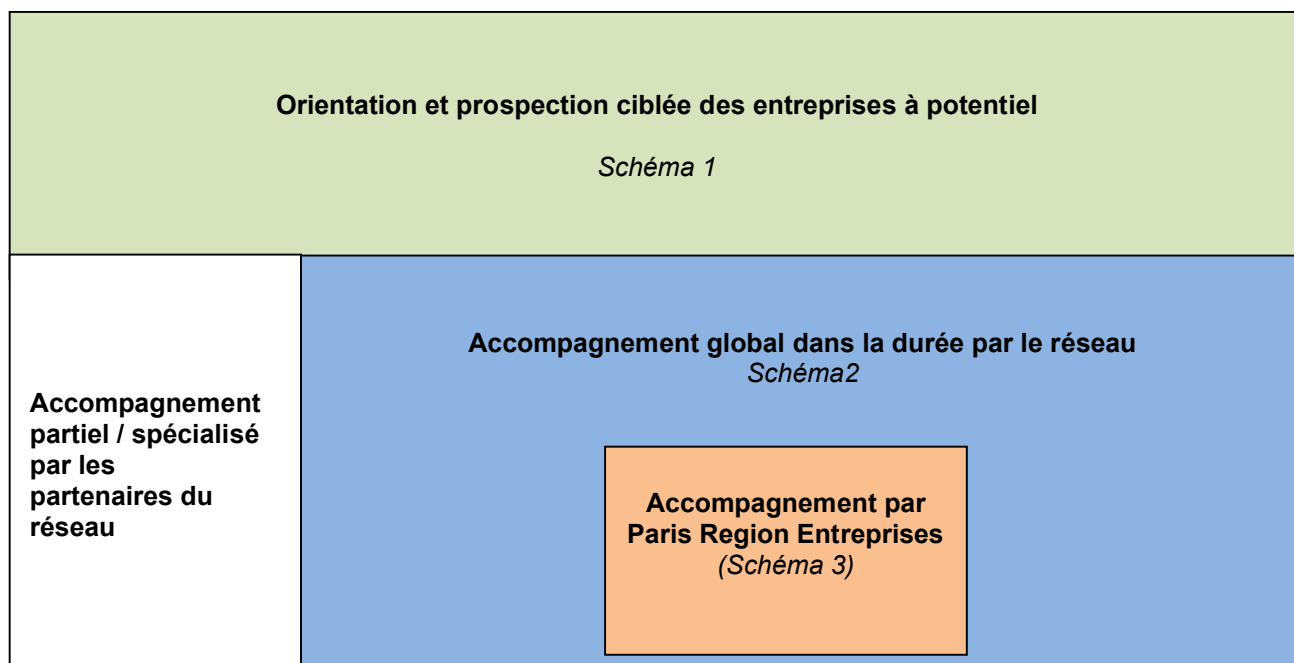 Orientation et prospection ciblée des entreprises à potentiel
Schéma 1
Accompagnement
partiel / spécialisé
par les
partenaires du
réseau
Accompagnement global dans la durée par le réseau
Schéma2
Accompagnement par
Paris Region Entreprises
(Schéma 3)